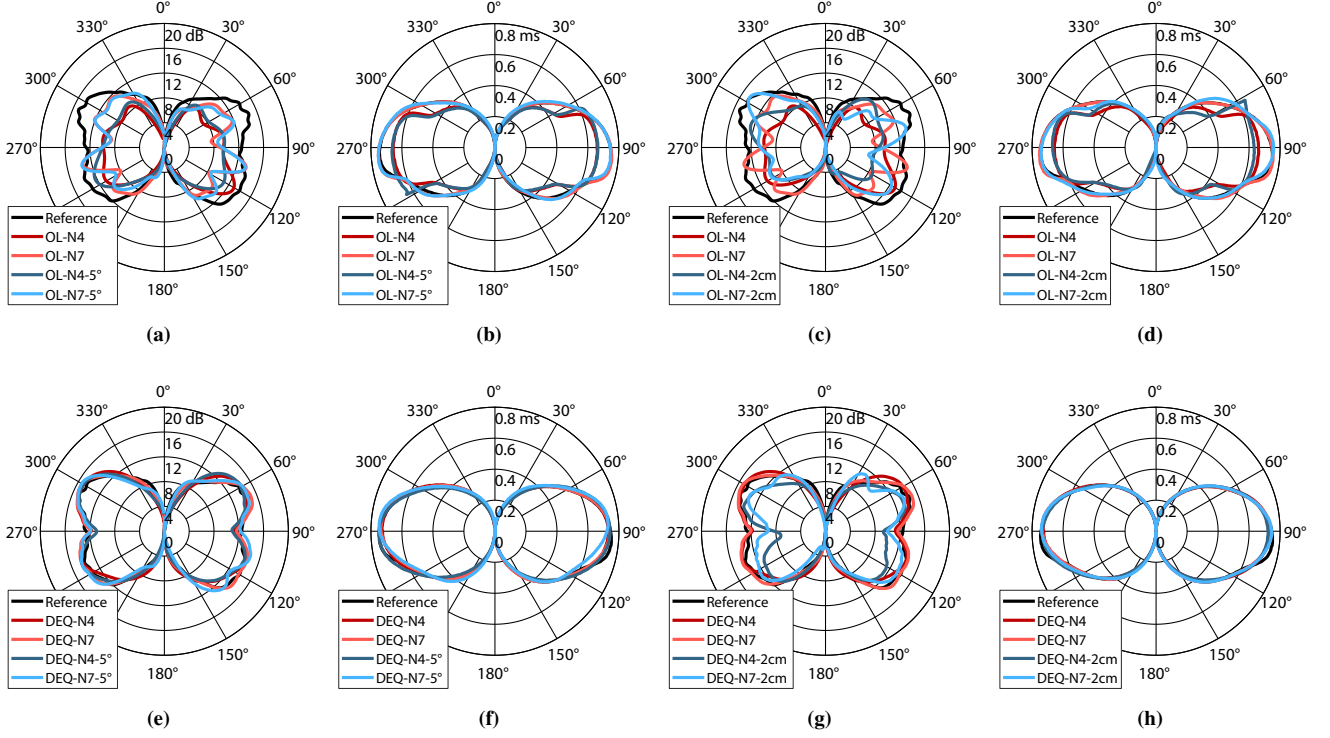 0°
330°
30°
20 dB
300°
16
60°
12
8
4
270°
0
90°
120°
150°
180°
Reference
OL-N4
OL-N7
OL-N4-5°
OL-N7-5°
(a)
0°
330°
30°
0.8 ms
300°
0.6
60°
0.4
0.2
270°
0
90°
120°
150°
180°
Reference
OL-N4
OL-N7
OL-N4-5°
OL-N7-5°
(b)
0°
330°
30°
20 dB
300°
16
60°
12
8
4
270°
0
90°
120°
150°
180°
Reference
OL-N4
OL-N7
OL-N4-2cm
OL-N7-2cm
(c)
0°
330°
30°
0.8 ms
300°
0.6
60°
0.4
0.2
270°
0
90°
120°
150°
180°
Reference
OL-N4
OL-N7
OL-N4-2cm
OL-N7-2cm
(d)
0°
330°
30°
20 dB
300°
16
60°
12
8
4
270°
0
90°
120°
150°
180°
Reference
DEQ-N4
DEQ-N7
DEQ-N4-5°
DEQ-N7-5°
(e)
0°
330°
30°
0.8 ms
300°
0.6
60°
0.4
0.2
270°
0
90°
120°
150°
180°
Reference
DEQ-N4
DEQ-N7
DEQ-N4-5°
DEQ-N7-5°
(f)
0°
330°
30°
20 dB
300°
16
60°
12
8
4
270°
0
90°
120°
150°
180°
Reference
DEQ-N4
DEQ-N7
DEQ-N4-2cm
DEQ-N7-2cm
(g)
0°
330°
30°
0.8 ms
300°
0.6
60°
0.4
0.2
270°
0
90°
120°
150°
180°
Reference
DEQ-N4
DEQ-N7
DEQ-N4-2cm
DEQ-N7-2cm
(h)